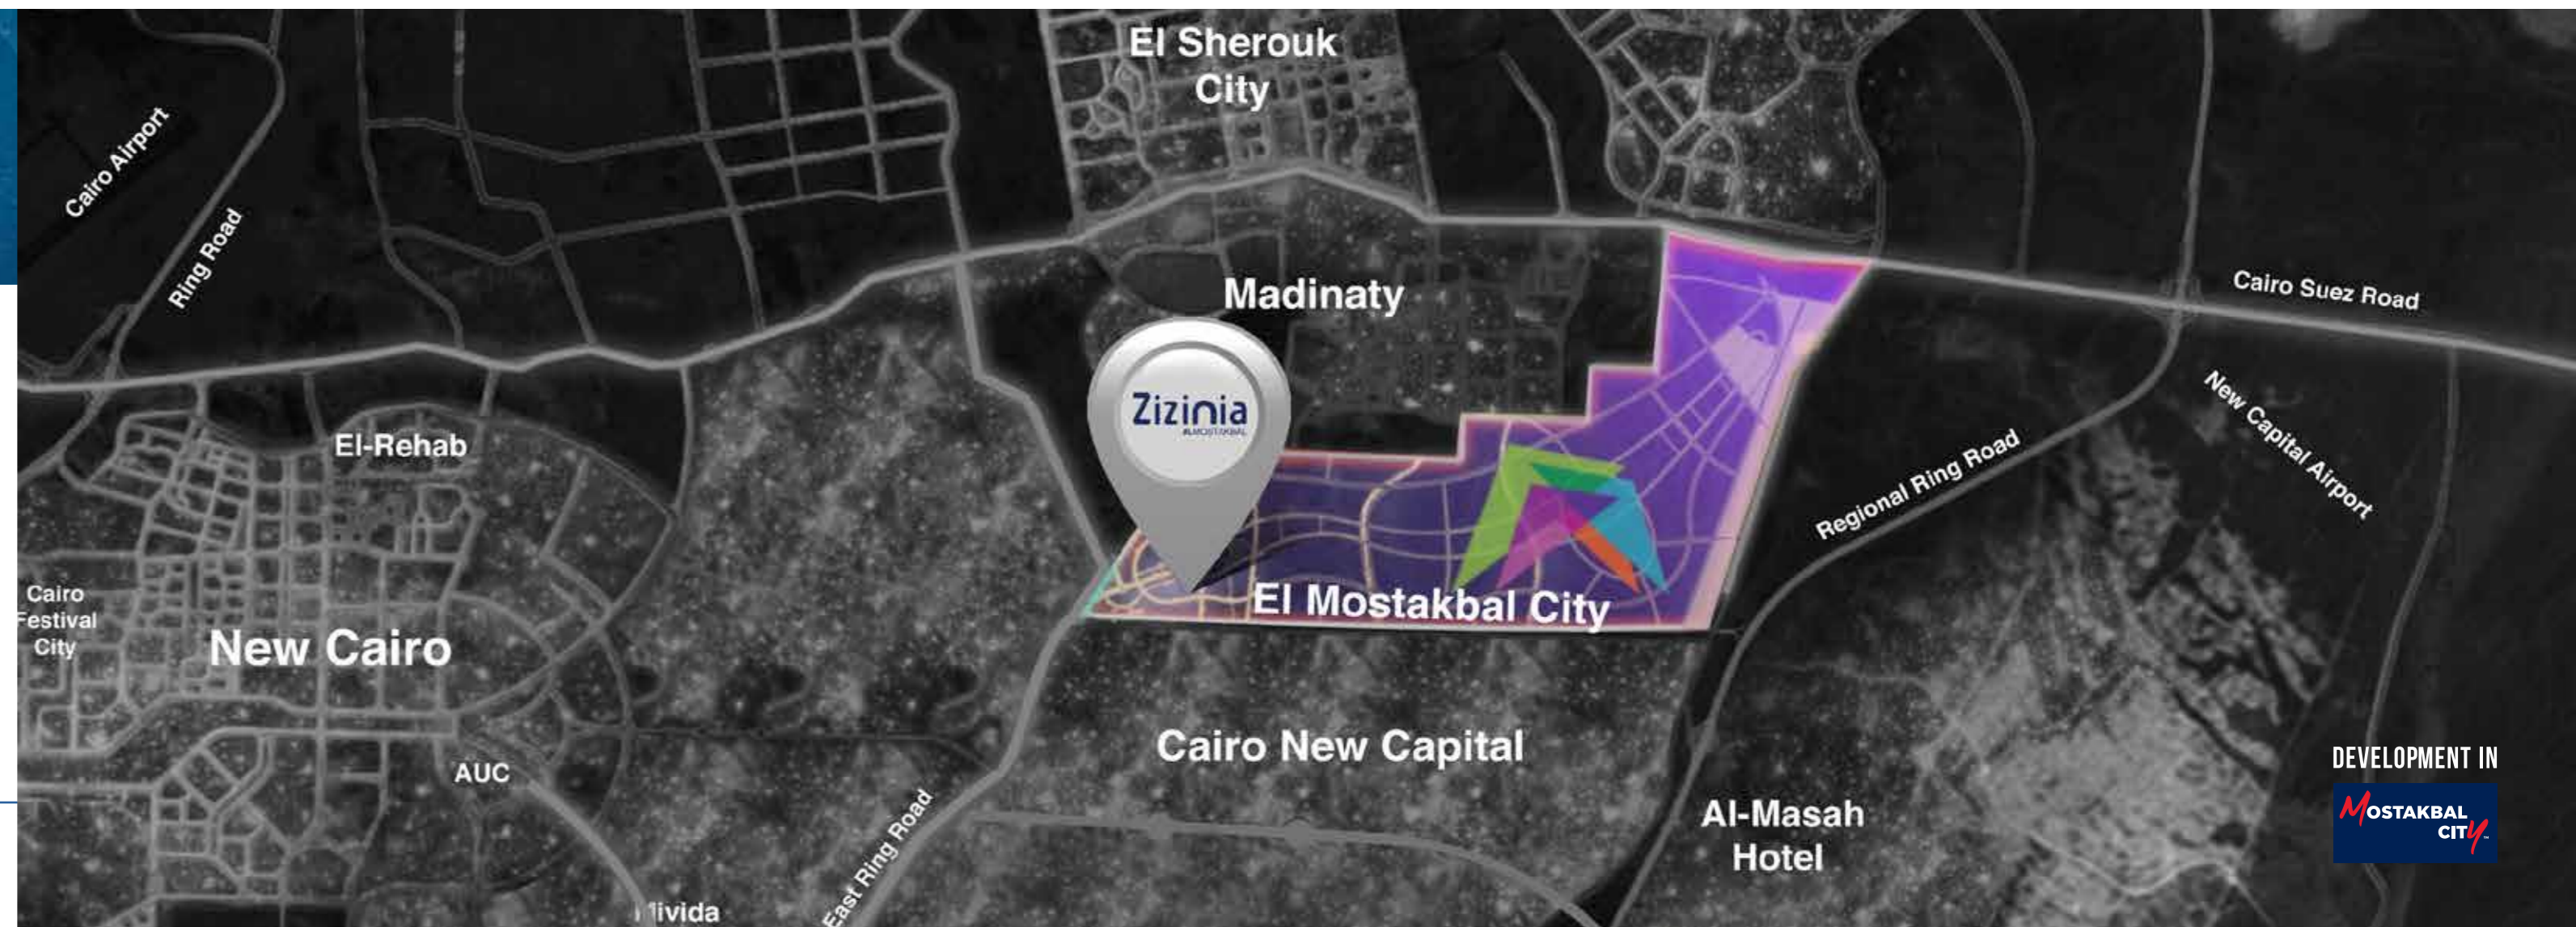 El Sherouk
City
Cairo Airport
Ring Road
Madinaty
Cairo Suez Road
Zizinia
ELMOSTAKBAL
New Capital Airport
El-Rehab
Regional Ring Road
El Mostakbal City
Cairo
Festival
City
New Cairo
Cairo New Capital
AUC
East Ring Road
Al-Masah
Hotel
DEVELOPMENT IN
MOSTAKBAL
CITY